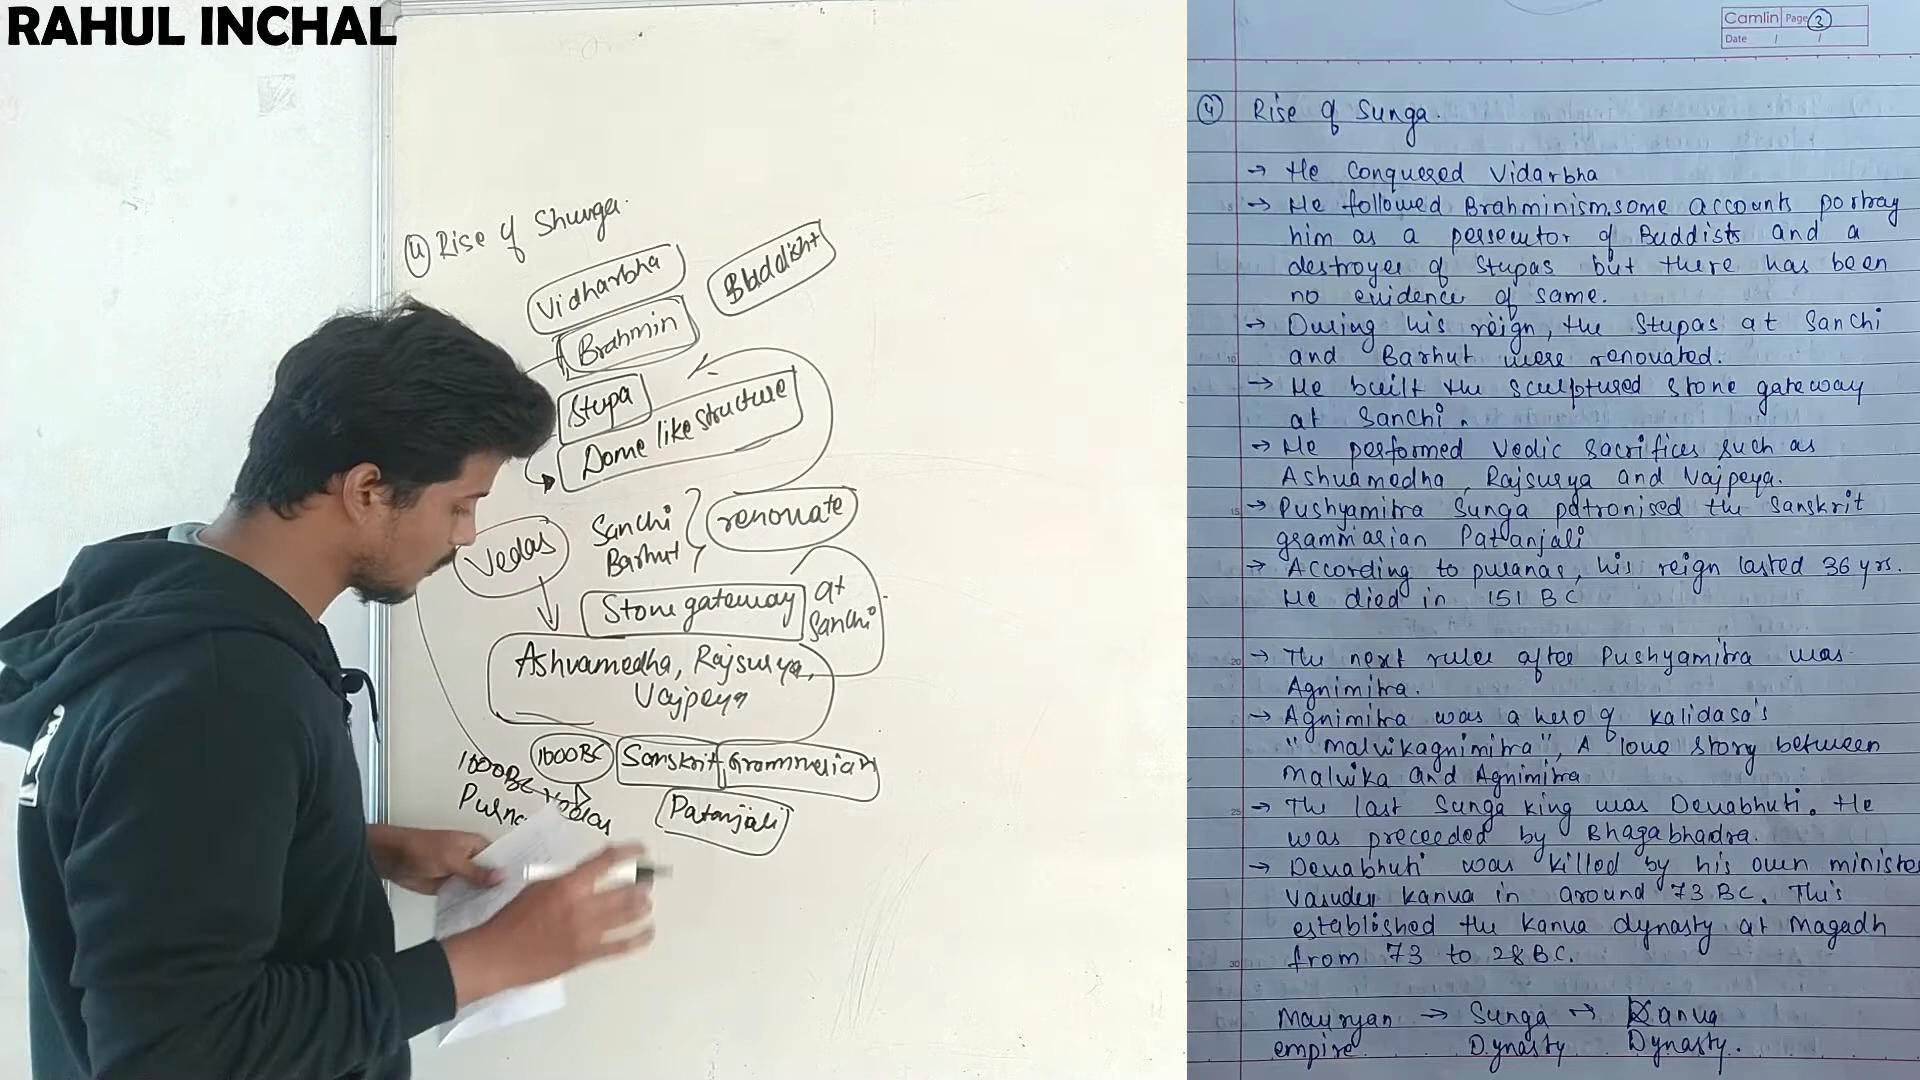 RAHUL INCHAL
4 Rise of Shunga.
Vidharbha
Buddisht
Brahmin
Stupa
Dome like structure
Vedas
Sanchi
Barhut
renovate
Stone gateway
at
Sanchi
Ashvamedha, Rajsurya,
Vajpeya
1000BC
Sanskrit Grammerian
1000BC
Patanjali
Camlin Page 3
Date / /
4 Rise of Sunga.
→ He Conquered Vidarbha
→ He followed Brahminism. some accounts portray
him as a persecutor of Buddists and a
destroyer of Stupas but there has been
no evidence of same.
→ During his reign, the Stupas at Sanchi
and Barhut were renovated.
→ He built the sculptured stone gateway
at Sanchi.
→ He performed Vedic Sacrifices such as
Ashvamedha, Rajsurya and Vajpeya.
→ Pushyamitra Sunga patronised the Sanskrit
grammarian Patanjali
→ According to puranas, his reign lasted 36 yrs.
He died in 151 BC
→ The next ruler after Pushyamitra was
Agnimitra.
→ Agnimitra was a hero of Kalidasa's
"malvikagnimitra", A love story between
malvika and Agnimitra
→ The last Sunga king was Devabhuti. He
was preceeded by Bhagabhadra.
→ Devabhuti was killed by his own ministe
Vasudev kanva in around 73 BC. This
established the kanva dynasty at Magadh
from 73 to 28 BC.
Mauryan → Sunga → Kanva
empire Dynasty Dynasty.